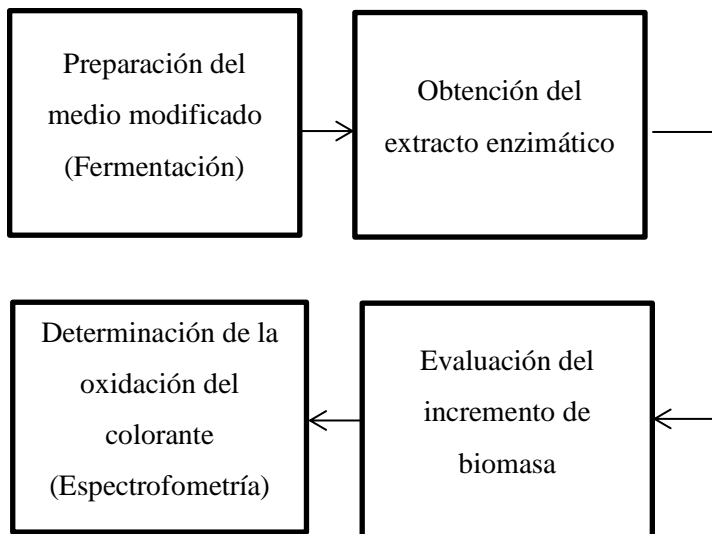 Preparación del
medio modificado
(Fermentación)
Obtención del
extracto enzimático
Determinación de la
oxidación del
colorante
(Espectrofometría)
Evaluación del
incremento de
biomasa